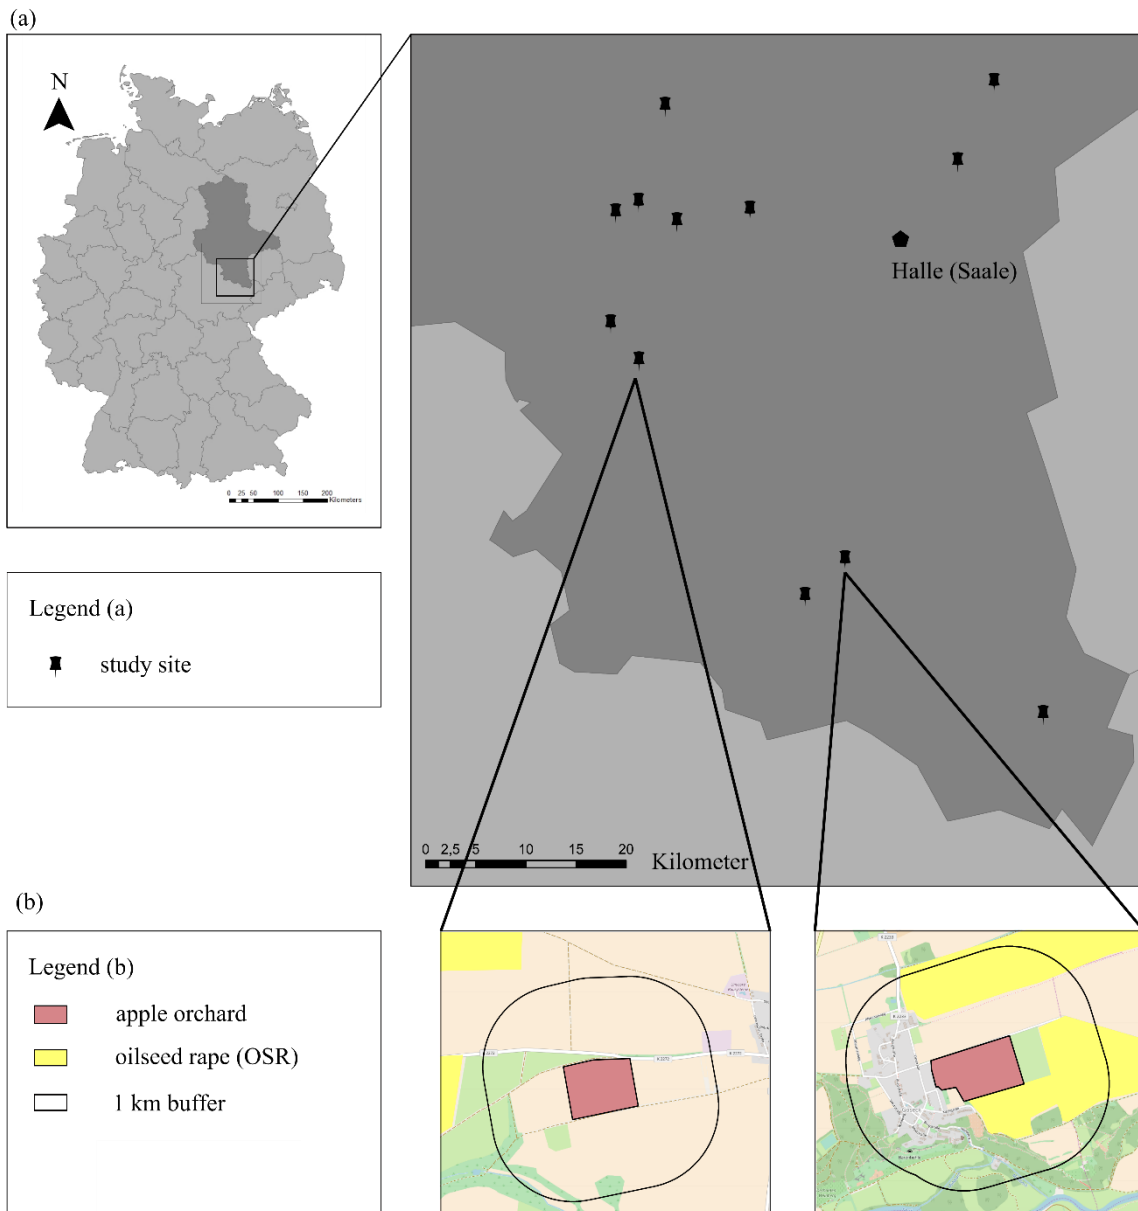 (a)
N
0 25 50 100 150 200
Kilometers
Halle (Saale)
Legend (a)
study site
0 2,5 5 10 15 20
Kilometer
(b)
Legend (b)
apple orchard
oilseed rape (OSR)
1 km buffer